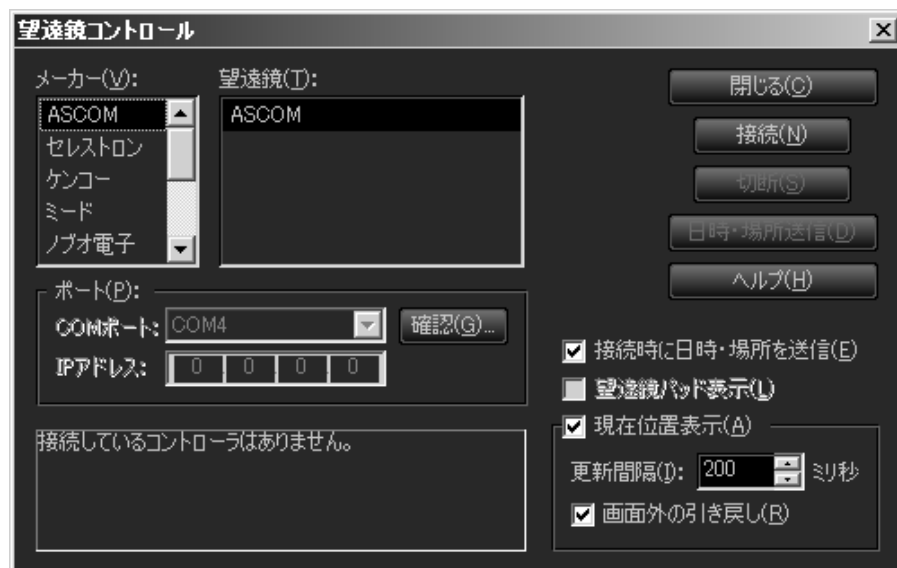 望遠鏡コントロール
メーカー(V):
ASCOM
セレストロン
ケンコー
ミード
ノブオ電子
望遠鏡(T):
ASCOM
閉じる(C)
接続(N)
切断(S)
日時・場所送信(D)
ヘルプ(H)
ポート(P):
COMポート: COM4 確認(G)...
IPアドレス: 0 . 0 . 0 . 0
接続しているコントローラはありません。
接続時に日時・場所を送信(E)
望遠鏡パッド表示(L)
現在位置表示(A)
更新間隔(I): 200 ミリ秒
画面外の引き戻し(R)